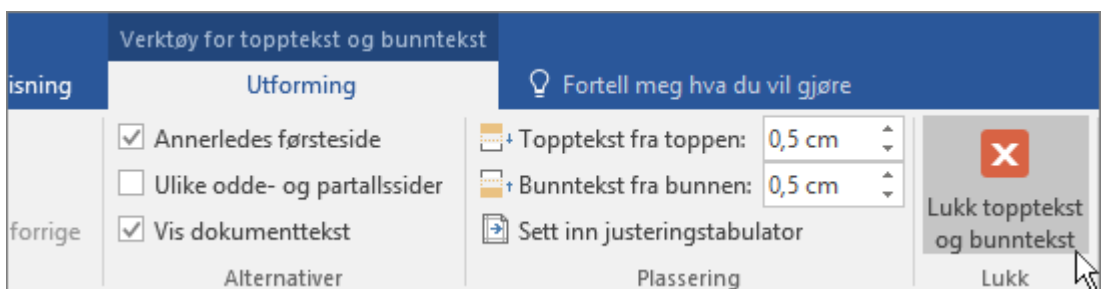 Verktøy for topptekst og bunntekst
isning Utforming Fortell meg hva du vil gjøre
Annerledes førsteside Topptekst fra toppen: 0,5 cm
Ulike odde- og partallssider Bunntekst fra bunnen: 0,5 cm
forrige Vis dokumenttekst Sett inn justeringstabulator
Lukk topptekst
og bunntekst
Alternativer Plassering Lukk